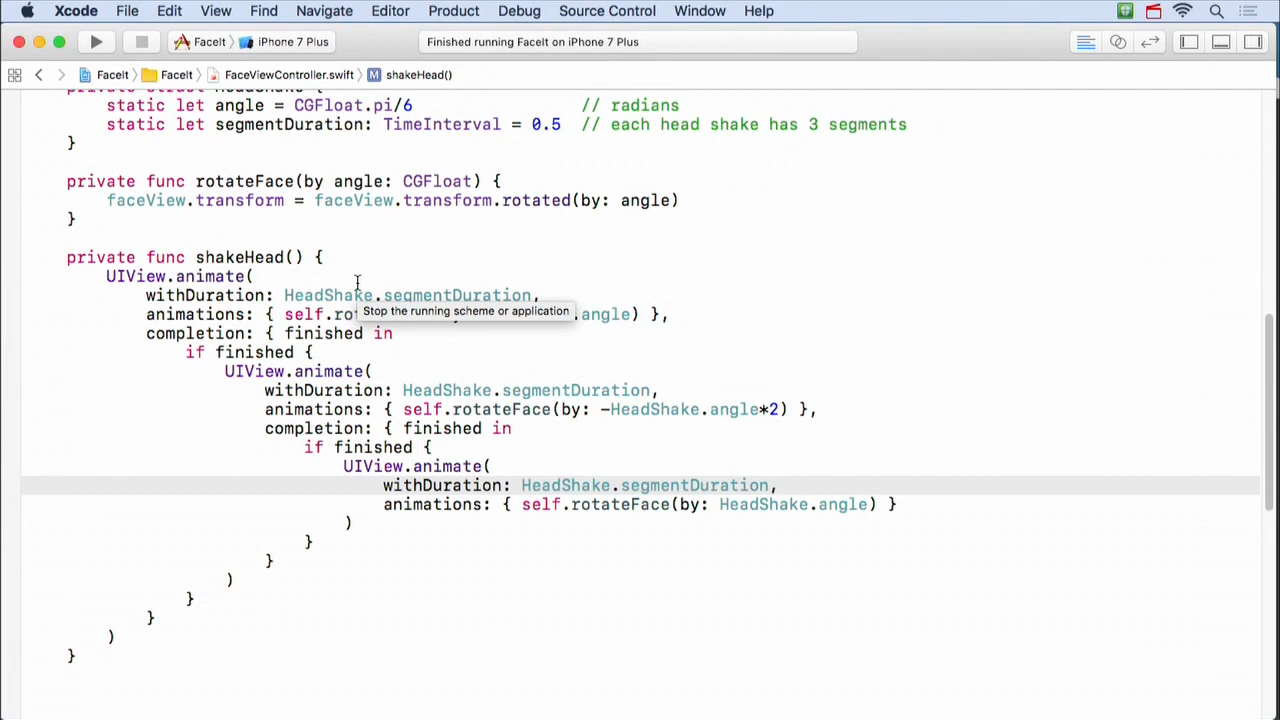 Xcode File Edit View Find Navigate Editor Product Debug Source Control Window Help
FaceIt iPhone 7 Plus Finished running FaceIt on iPhone 7 Plus
FaceIt FaceIt FaceViewController.swift M shakeHead()
private struct HeadShake {
static let angle = CGFloat.pi/6 // radians
static let segmentDuration: TimeInterval = 0.5 // each head shake has 3 segments
}
private func rotateFace(by angle: CGFloat) {
faceView.transform = faceView.transform.rotated(by: angle)
}
private func shakeHead() {
UIView.animate(
withDuration: HeadShake.segmentDuration,
Stop the running scheme or application
animations: { self.rot .angle) },
completion: { finished in
if finished {
UIView.animate(
withDuration: HeadShake.segmentDuration,
animations: { self.rotateFace(by: -HeadShake.angle*2) },
completion: { finished in
if finished {
UIView.animate(
withDuration: HeadShake.segmentDuration,
animations: { self.rotateFace(by: HeadShake.angle) }
)
}
}
)
}
}
)
}